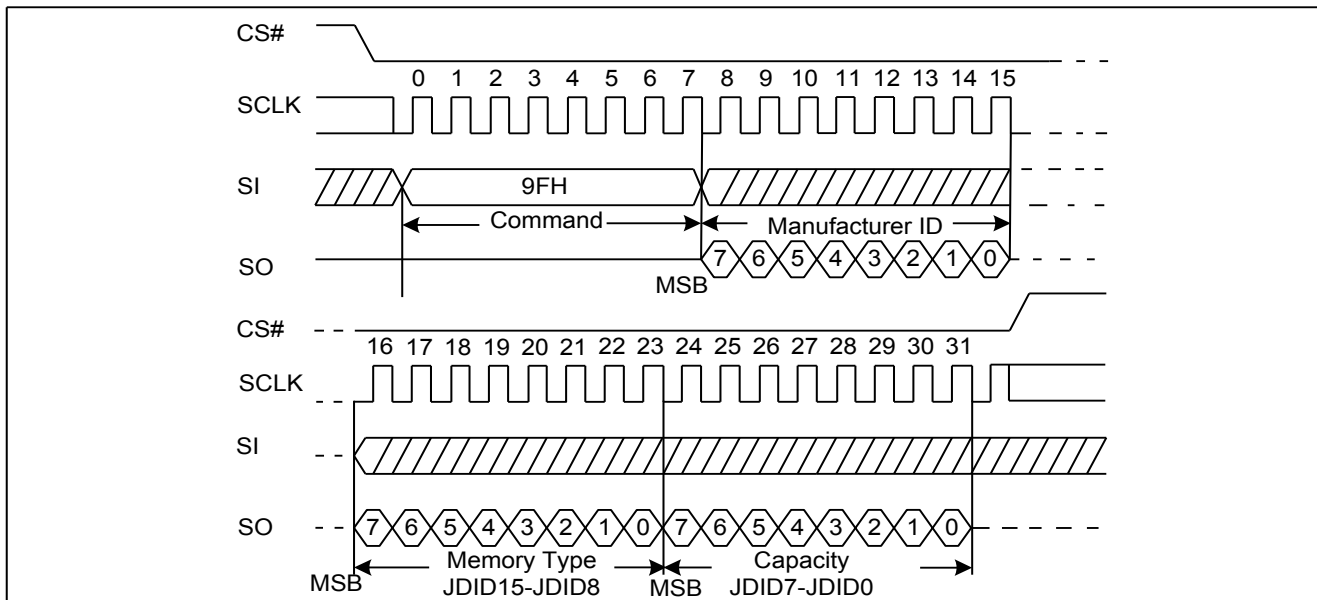 CS#
0 1 2 3 4 5 6 7 8 9 10 11 12 13 14 15
SCLK
SI 9FH
Command Manufacturer ID
SO 7 6 5 4 3 2 1 0
MSB
CS#
16 17 18 19 20 21 22 23 24 25 26 27 28 29 30 31
SCLK
SI
SO 7 6 5 4 3 2 1 0 7 6 5 4 3 2 1 0
Memory Type Capacity
MSB JDID15-JDID8 MSB JDID7-JDID0